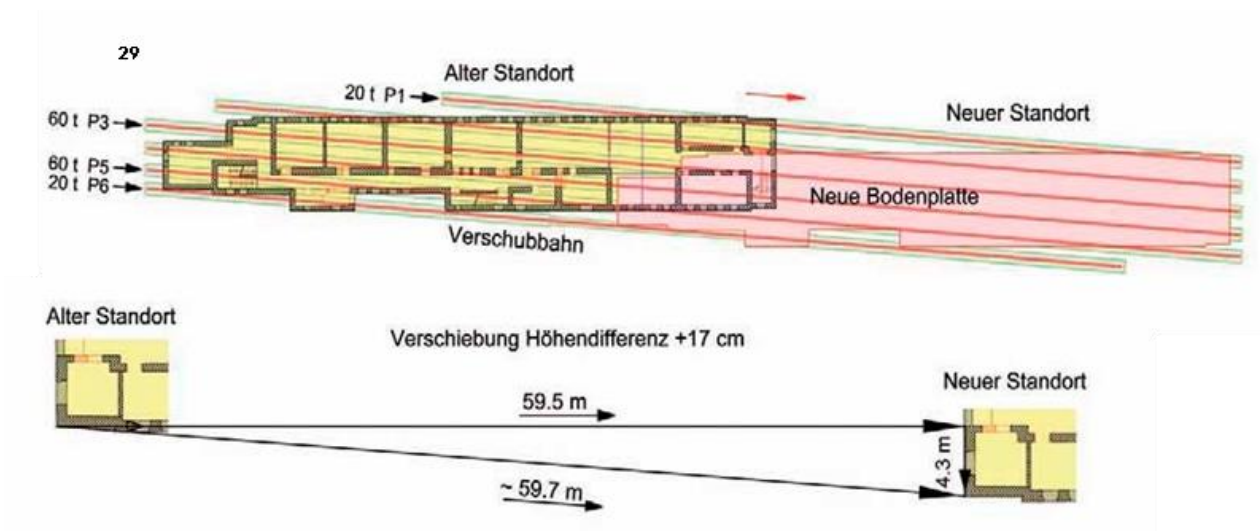 29
Alter Standort
20 t P1
60 t P3
60 t P5
20 t P6
Neuer Standort
Neue Bodenplatte
Verschubbahn
Alter Standort
Verschiebung Höhendifferenz +17 cm
Neuer Standort
59.5 m
4.3 m
~ 59.7 m